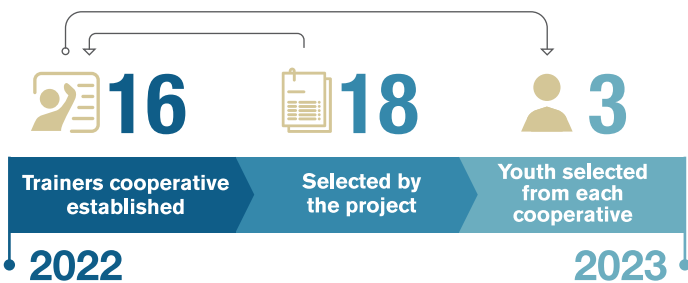 16
18
3
Trainers cooperative
established
Selected by
the project
Youth selected
from each
cooperative
2022
2023